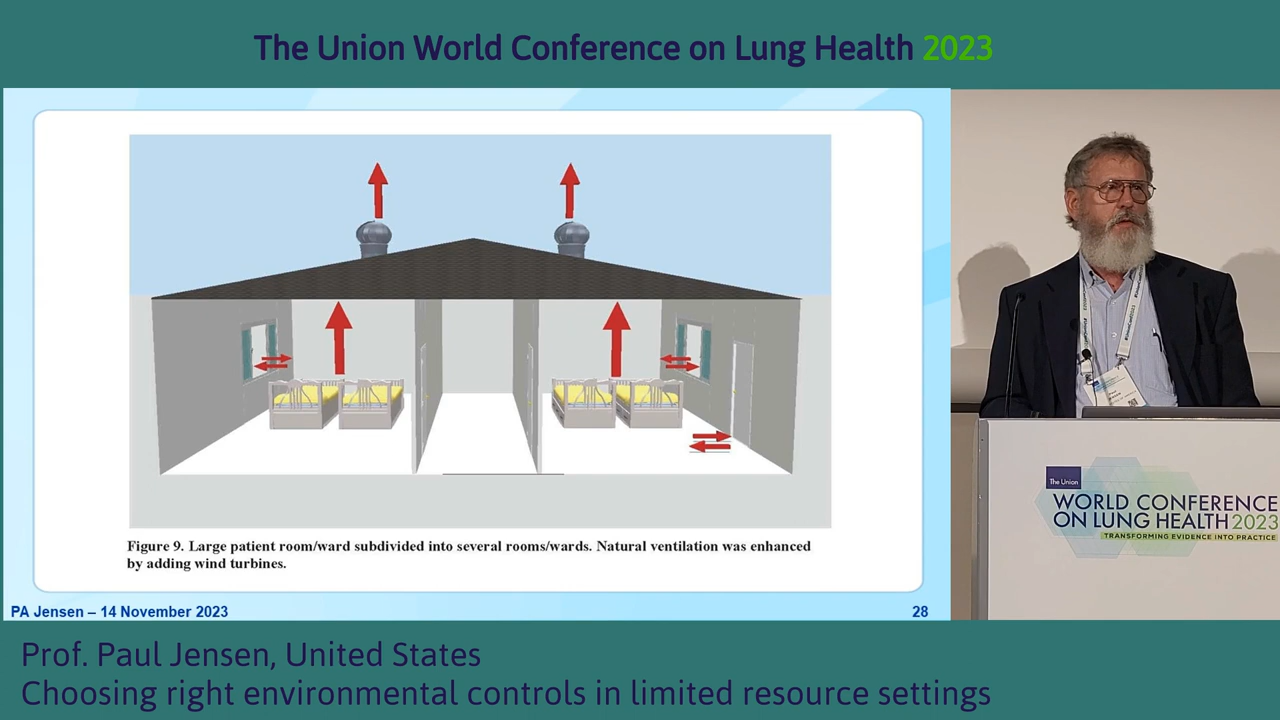 The Union World Conference on Lung Health 2023
Figure 9. Large patient room/ward subdivided into several rooms/wards. Natural ventilation was enhanced
by adding wind turbines.
PA Jensen – 14 November 2023
28
The Union
WORLD CONFERENCE
ON LUNG HEALTH 2023
TRANSFORMING EVIDENCE INTO PRACTICE
Prof. Paul Jensen, United States
Choosing right environmental controls in limited resource settings